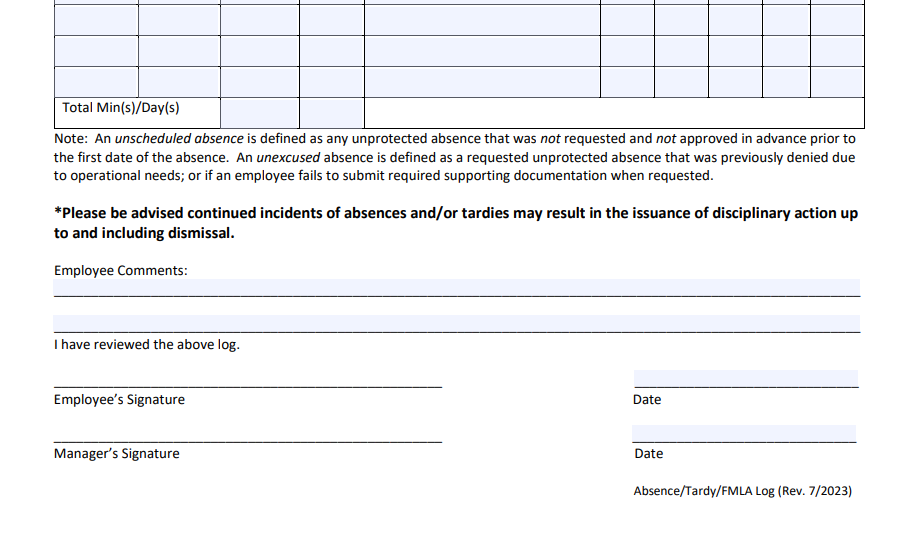 Total Min(s)/Day(s)
Note:  An unscheduled absence is defined as any unprotected absence that was not requested and not approved in advance prior to
the first date of the absence.  An unexcused absence is defined as a requested unprotected absence that was previously denied due
to operational needs; or if an employee fails to submit required supporting documentation when requested.
*Please be advised continued incidents of absences and/or tardies may result in the issuance of disciplinary action up
to and including dismissal.
Employee Comments:
I have reviewed the above log.
Employee’s Signature
Date
Manager’s Signature
Date
Absence/Tardy/FMLA Log (Rev. 7/2023)